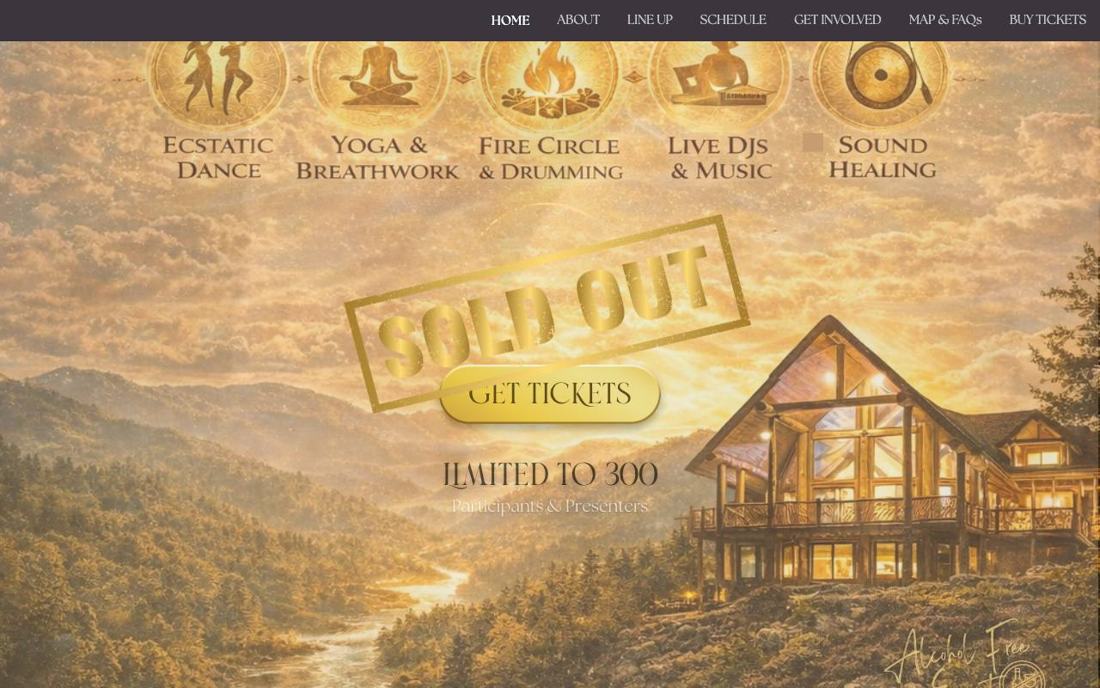 HOME ABOUT LINE UP SCHEDULE GET INVOLVED MAP & FAQs BUY TICKETS
ECSTATIC DANCE
YOGA & BREATHWORK
FIRE CIRCLE & DRUMMING
LIVE DJS & MUSIC
SOUND HEALING
SOLD OUT
GET TICKETS
LIMITED TO 300
Participants & Presenters
Alcohol Free